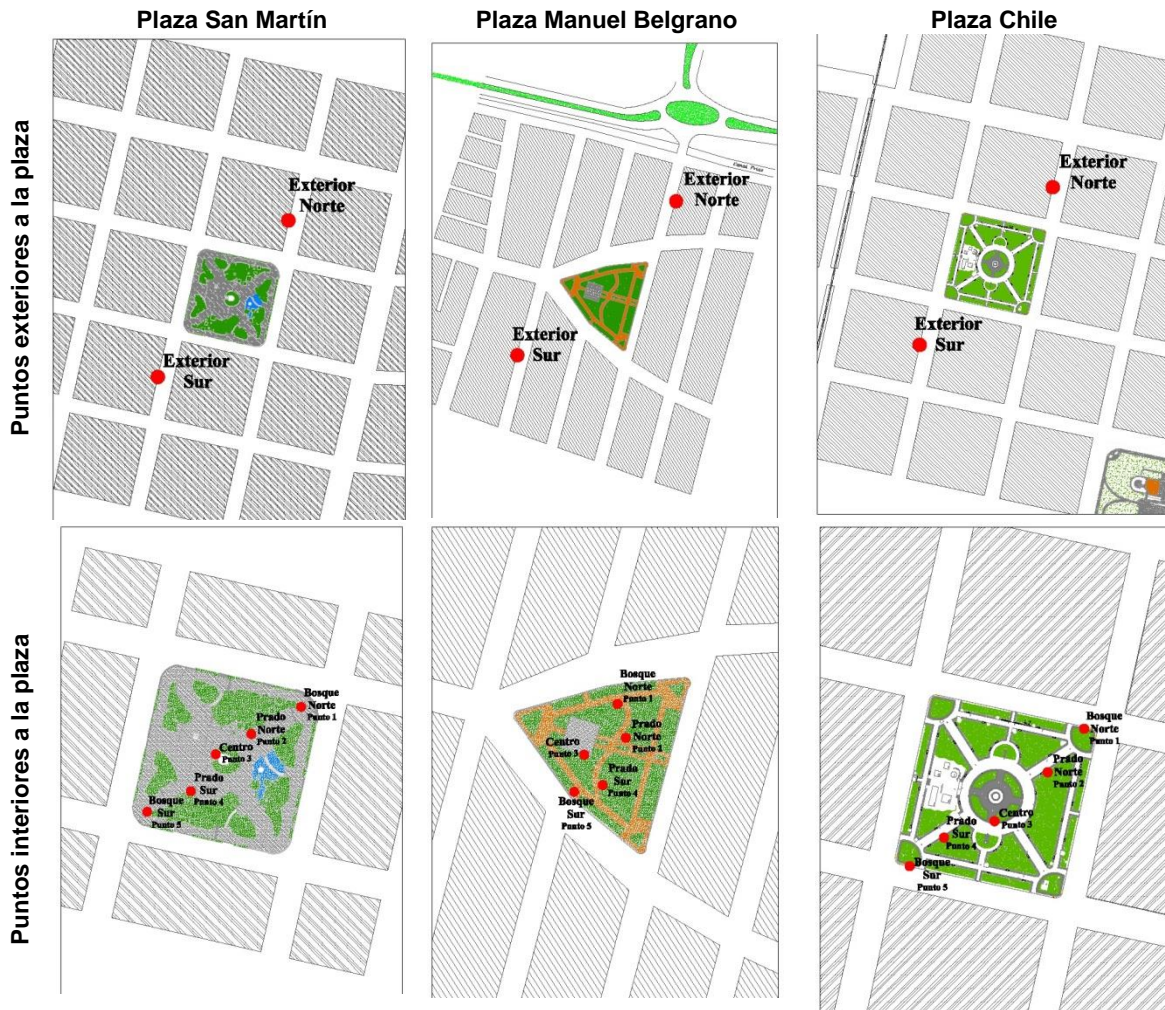 Plaza San Martín
Plaza Manuel Belgrano
Plaza Chile
Puntos exteriores a la plaza
Exterior
Norte
Exterior
Sur
Exterior
Norte
Exterior
Sur
Exterior
Norte
Exterior
Sur
Puntos interiores a la plaza
Bosque
Norte
Punto 1
Prado
Norte
Punto 2
Centro
Punto 3
Prado
Sur
Punto 4
Bosque
Sur
Punto 5
Bosque
Norte
Punto 1
Prado
Norte
Punto 2
Centro
Punto 3
Prado
Sur
Punto 4
Bosque
Sur
Punto 5
Bosque
Norte
Punto 1
Prado
Norte
Punto 2
Centro
Punto 3
Prado
Sur
Punto 4
Bosque
Sur
Punto 5